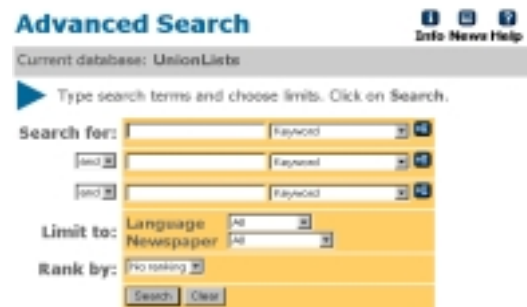 Advanced Search
Info News Help
Current database: UnionLists
Type search terms and choose limits. Click on Search.
Search for: Keyword
and Keyword
and Keyword
Limit to: Language All
Newspaper All
Rank by: No ranking
Search Clear